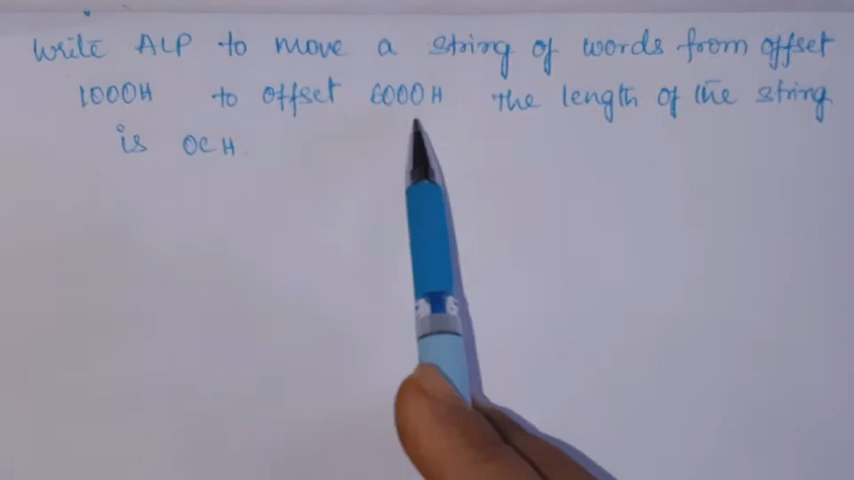 Write ALP to move a string of words from offset
1000H to offset 6000H The length of the string
is 0CH.